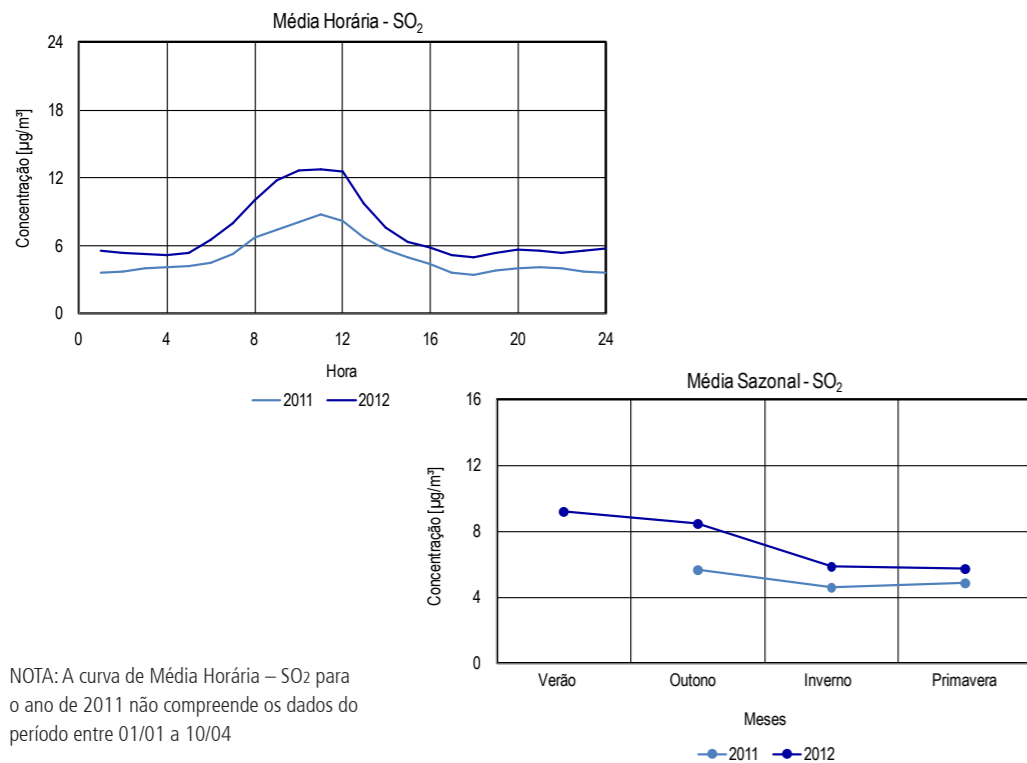 Média Horária - SO₂
Concentração [µg/m³]
24
18
12
6
0
0 4 8 12 16 20 24
Hora
2011 2012
Média Sazonal - SO₂
Concentração [µg/m³]
16
12
8
4
0
Verão Outono Inverno Primavera
Meses
2011 2012
NOTA: A curva de Média Horária – SO2 para
o ano de 2011 não compreende os dados do
período entre 01/01 a 10/04